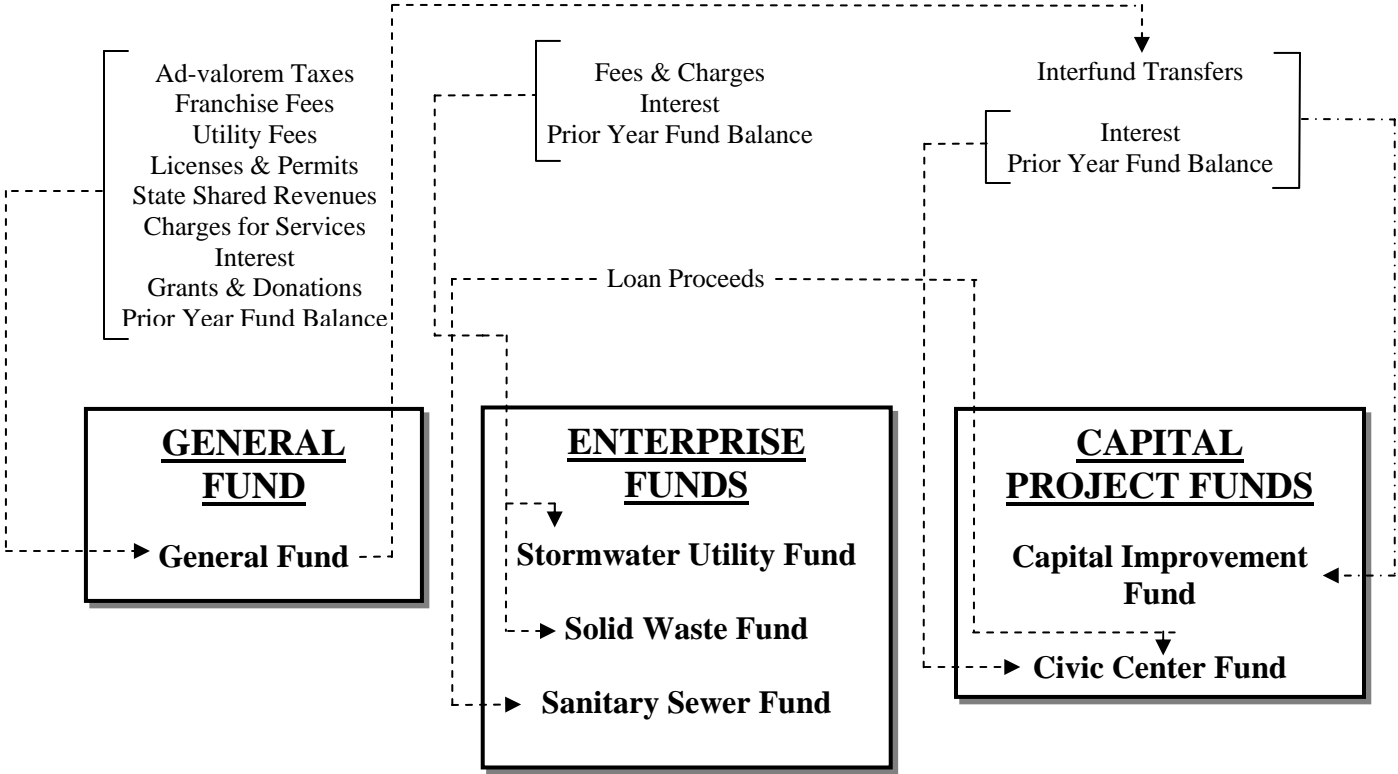 Ad-valorem Taxes
Franchise Fees
Utility Fees
Licenses & Permits
State Shared Revenues
Charges for Services
Interest
Grants & Donations
Prior Year Fund Balance
Fees & Charges
Interest
Prior Year Fund Balance
Interfund Transfers
Interest
Prior Year Fund Balance
Loan Proceeds
GENERAL
FUND
General Fund
ENTERPRISE
FUNDS
Stormwater Utility Fund
Solid Waste Fund
Sanitary Sewer Fund
CAPITAL
PROJECT FUNDS
Capital Improvement
Fund
Civic Center Fund